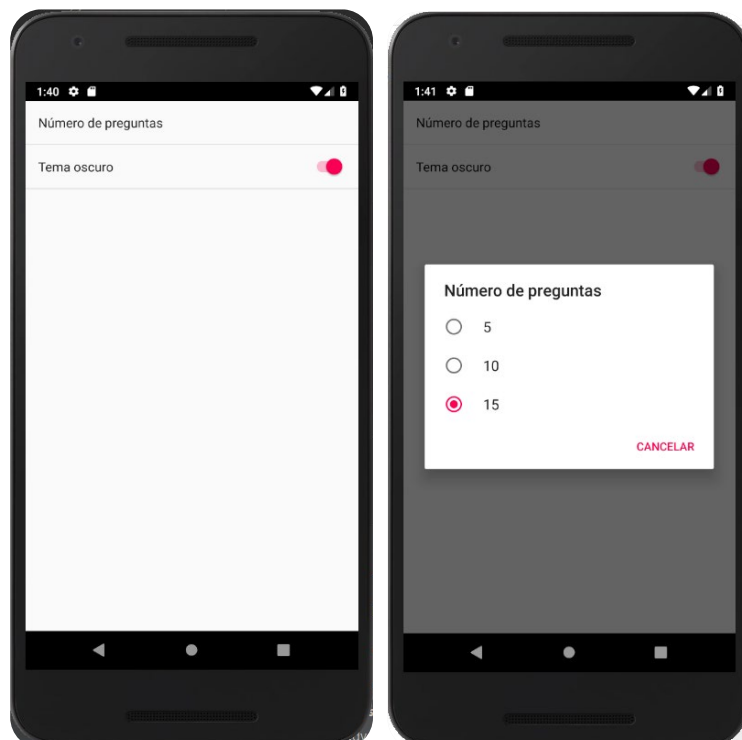 1:40
Número de preguntas
Tema oscuro
1:41
Número de preguntas
Tema oscuro
Número de preguntas
5
10
15
CANCELAR